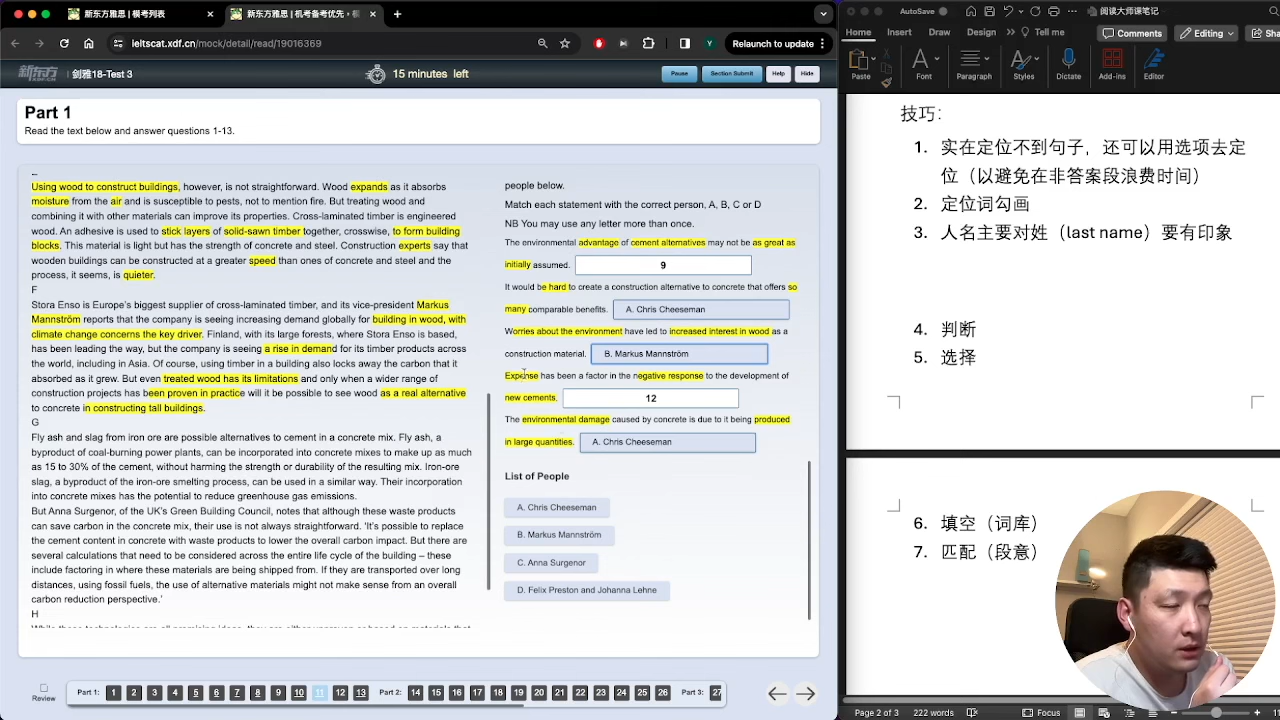 新东方雅思 | 模考列表
新东方雅思 | 机考备考优先 · 模
AutoSave
阅读大师课笔记
ieltscat.xdf.cn/mock/detail/read/19016369
Y
Relaunch to update
Home
Insert
Draw
Design
Tell me
Comments
Editing
Paste
Font
Paragraph
Styles
Dictate
Add-ins
Editor
新东方
剑雅18-Test 3
15 minutes left
Pause
Section Submit
Help
Hide
Part 1
Read the text below and answer questions 1-13.
Using wood to construct buildings, however, is not straightforward. Wood expands as it absorbs
moisture from the air and is susceptible to pests, not to mention fire. But treating wood and
combining it with other materials can improve its properties. Cross-laminated timber is engineered
wood. An adhesive is used to stick layers of solid-sawn timber together, crosswise, to form building
blocks. This material is light but has the strength of concrete and steel. Construction experts say that
wooden buildings can be constructed at a greater speed than ones of concrete and steel and the
process, it seems, is quieter.
F
Stora Enso is Europe's biggest supplier of cross-laminated timber, and its vice-president Markus
Mannström reports that the company is seeing increasing demand globally for building in wood, with
climate change concerns the key driver. Finland, with its large forests, where Stora Enso is based,
has been leading the way, but the company is seeing a rise in demand for its timber products across
the world, including in Asia. Of course, using timber in a building also locks away the carbon that it
absorbed as it grew. But even treated wood has its limitations and only when a wider range of
construction projects has been proven in practice will it be possible to see wood as a real alternative
to concrete in constructing tall buildings.
G
Fly ash and slag from iron ore are possible alternatives to cement in a concrete mix. Fly ash, a
byproduct of coal-burning power plants, can be incorporated into concrete mixes to make up as much
as 15 to 30% of the cement, without harming the strength or durability of the resulting mix. Iron-ore
slag, a byproduct of the iron-ore smelting process, can be used in a similar way. Their incorporation
into concrete mixes has the potential to reduce greenhouse gas emissions.
But Anna Surgenor, of the UK's Green Building Council, notes that although these waste products
can save carbon in the concrete mix, their use is not always straightforward. 'It's possible to replace
the cement content in concrete with waste products to lower the overall carbon impact. But there are
several calculations that need to be considered across the entire life cycle of the building – these
include factoring in where these materials are being shipped from. If they are transported over long
distances, using fossil fuels, the use of alternative materials might not make sense from an overall
carbon reduction perspective.'
H
people below.
Match each statement with the correct person, A, B, C or D
NB You may use any letter more than once.
The environmental advantage of cement alternatives may not be as great as
initially assumed. 9
It would be hard to create a construction alternative to concrete that offers so
many comparable benefits. A. Chris Cheeseman
Worries about the environment have led to increased interest in wood as a
construction material. B. Markus Mannström
Expense has been a factor in the negative response to the development of
new cements. 12
The environmental damage caused by concrete is due to it being produced
in large quantities. A. Chris Cheeseman
List of People
A. Chris Cheeseman
B. Markus Mannström
C. Anna Surgenor
D. Felix Preston and Johanna Lehne
Review
Part 1: 1 2 3 4 5 6 7 8 9 10 11 12 13 Part 2: 14 15 16 17 18 19 20 21 22 23 24 25 26 Part 3: 27
技巧：
1. 实在定位不到句子，还可以用选项去定
位（以避免在非答案段浪费时间）
2. 定位词勾画
3. 人名主要对姓（last name）要有印象
4. 判断
5. 选择
6. 填空（词库）
7. 匹配（段意）
Page 2 of 3
222 words
Focus